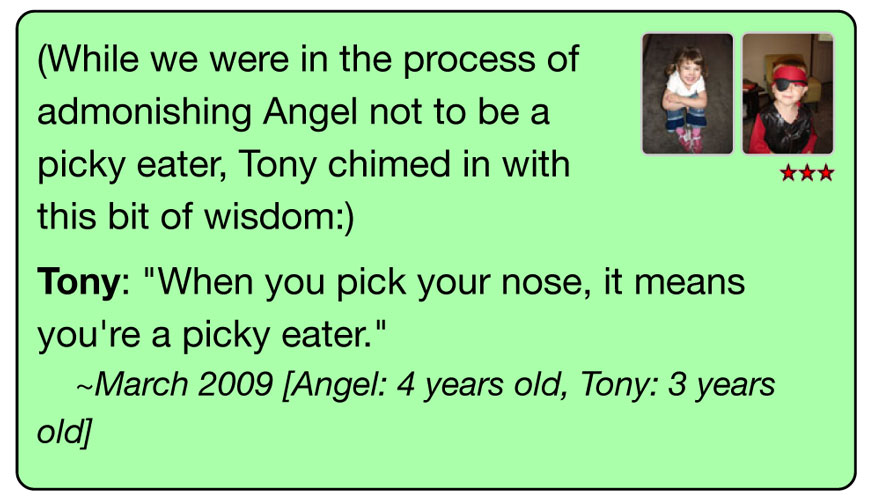 (While we were in the process of
admonishing Angel not to be a
picky eater, Tony chimed in with
this bit of wisdom:)
Tony: "When you pick your nose, it means
you're a picky eater."
~March 2009 [Angel: 4 years old, Tony: 3 years
old]